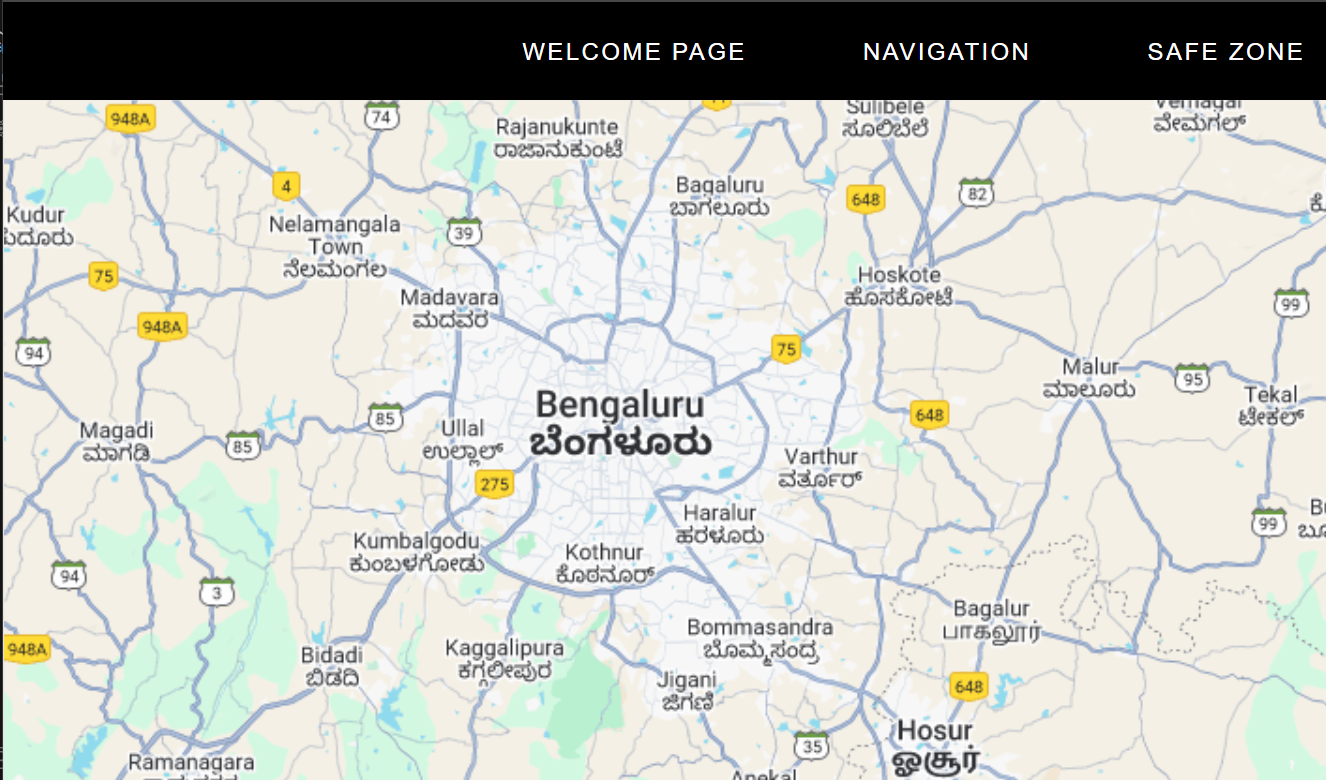 WELCOME PAGE
NAVIGATION
SAFE ZONE
948A
74
Rajanukunte
ರಾಜಾನುಕುಂಟೆ
Sulibele
ಸೂಲಿಬೆಲೆ
Vemagal
ವೇಮಗಲ್
4
Bagaluru
ಬಾಗಲೂರು
648
82
Kudur
ಕುದೂರು
Nelamangala
Town
ನೆಲಮಂಗಲ
39
75
Hoskote
ಹೊಸಕೋಟೆ
Madavara
ಮದವರ
99
948A
94
75
Malur
ಮಾಲೂರು
95
Tekal
ಟೇಕಲ್
Bengaluru
ಬೆಂಗಳೂರು
85
648
Magadi
ಮಾಗಡಿ
85
Ullal
ಉಲ್ಲಾಲ್
Varthur
ವರ್ತೂರ್
275
Haralur
ಹರಳೂರು
99
Kumbalgodu
ಕುಂಬಳಗೋಡು
Kothnur
ಕೊಠನೂರ್
94
3
Bagalur
பாகலூர்
948A
Bidadi
ಬಿಡದಿ
Kaggalipura
ಕಗ್ಗಲೀಪುರ
Bommasandra
ಬೊಮ್ಮಸಂದ್ರ
Jigani
ಜಿಗಣಿ
648
Hosur
ஓசூர்
35
Ramanagara
Anekal